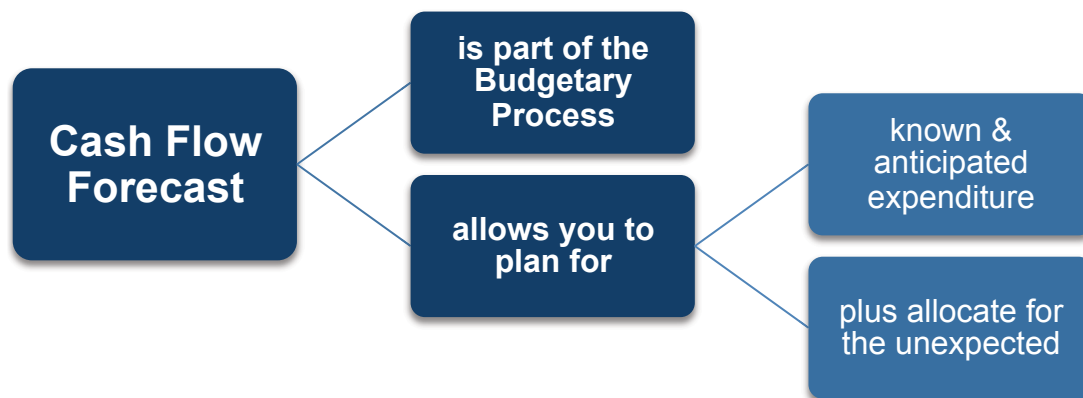 Cash Flow
Forecast
is part of the
Budgetary
Process
allows you to
plan for
known &
anticipated
expenditure
plus allocate for
the unexpected